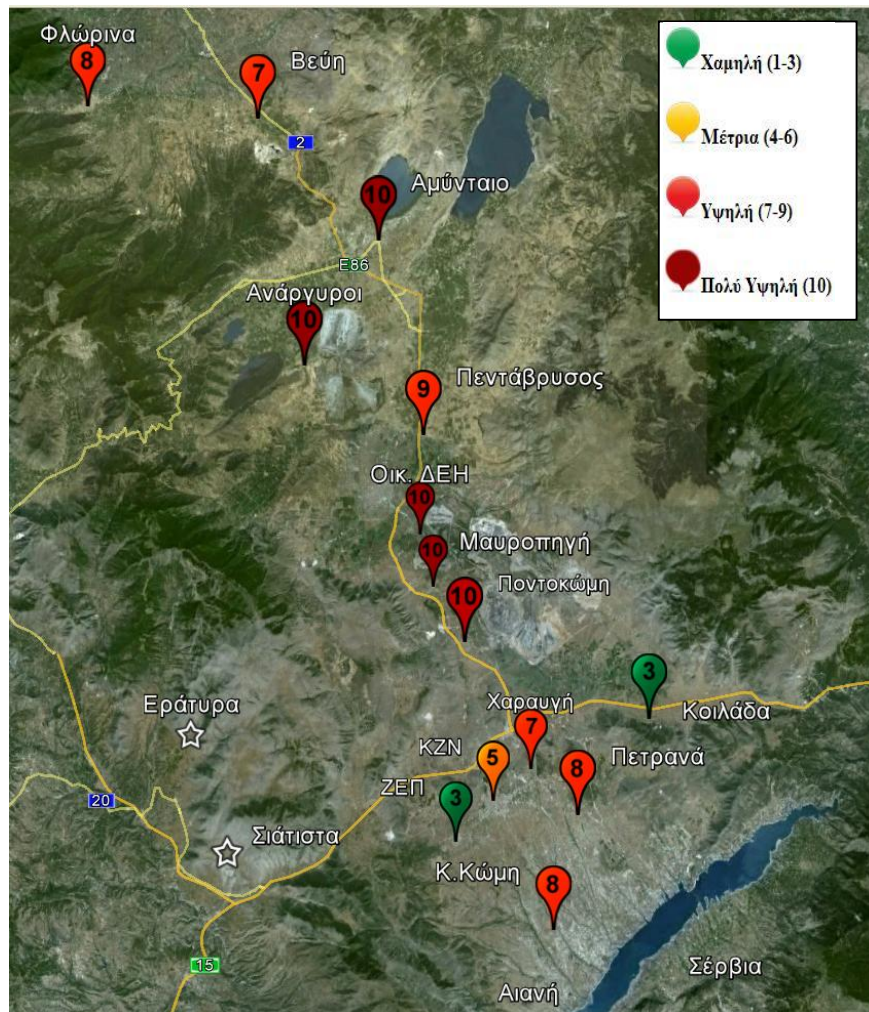 Φλώρινα
8
7
Βεύη
2
10
Αμύνταιο
E86
Ανάργυροι
10
9
Πεντάβρυσος
Οικ. ΔΕΗ
10
10
Μαυροπηγή
10
Ποντοκώμη
3
Κοιλάδα
Χαραυγή
7
Εράτυρα
KZN
5
8
Πετρανά
ΖΕΠ
3
20
Σιάτιστα
Κ.Κώμη
8
15
Σέρβια
Αιανή
Χαμηλή (1-3)
Μέτρια (4-6)
Υψηλή (7-9)
Πολύ Υψηλή (10)